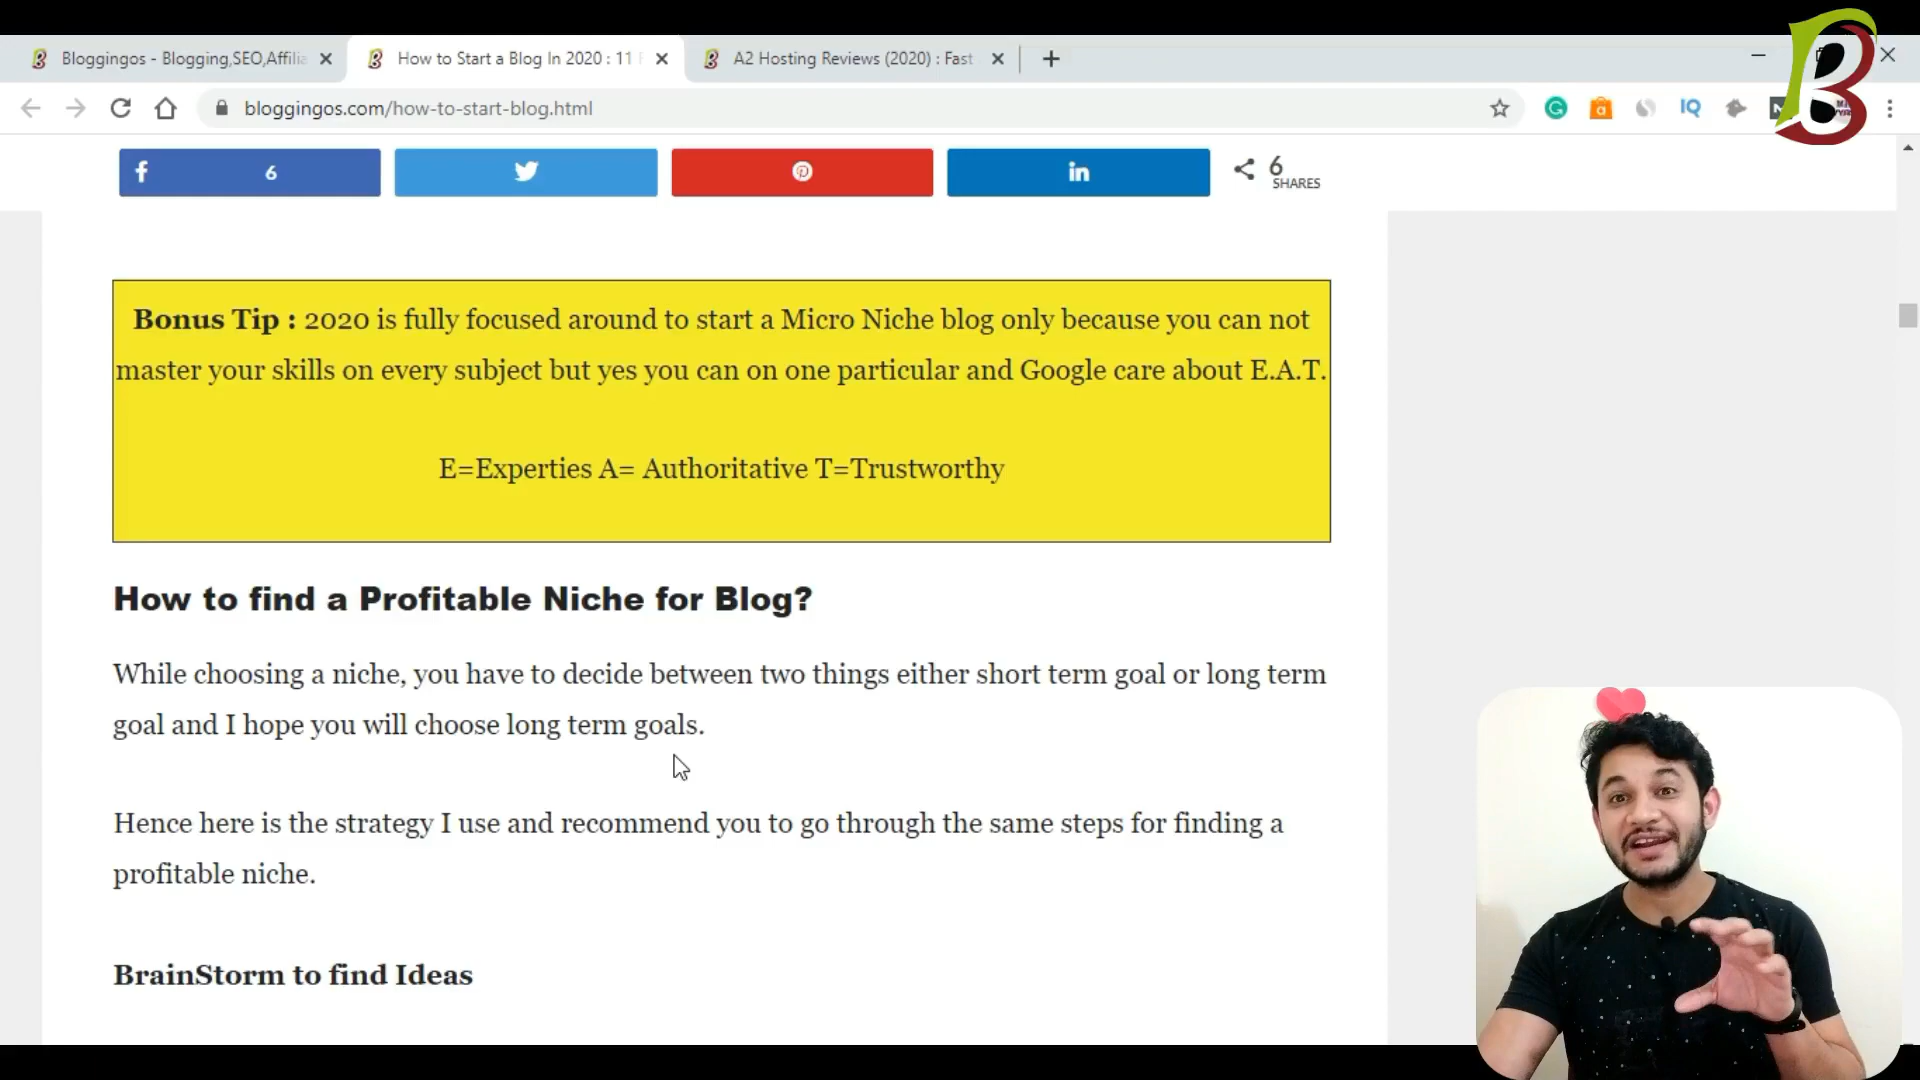 Bloggingos - Blogging,SEO,Affilia
How to Start a Blog In 2020 : 11
A2 Hosting Reviews (2020) : Fast
bloggingos.com/how-to-start-blog.html
6
6
SHARES
Bonus Tip : 2020 is fully focused around to start a Micro Niche blog only because you can not
master your skills on every subject but yes you can on one particular and Google care about E.A.T.
E=Experties A= Authoritative T=Trustworthy
How to find a Profitable Niche for Blog?
While choosing a niche, you have to decide between two things either short term goal or long term
goal and I hope you will choose long term goals.
Hence here is the strategy I use and recommend you to go through the same steps for finding a
profitable niche.
BrainStorm to find Ideas